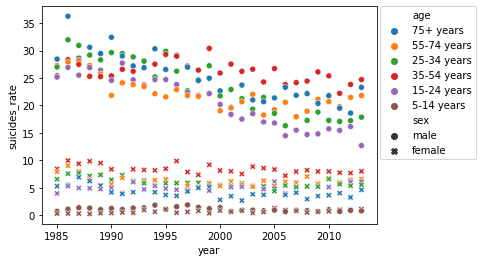 age
75+ years
55-74 years
25-34 years
35-54 years
15-24 years
5-14 years
sex
male
female
suicides_rate
35
30
25
20
15
10
5
0
1985 1990 1995 2000 2005 2010
year